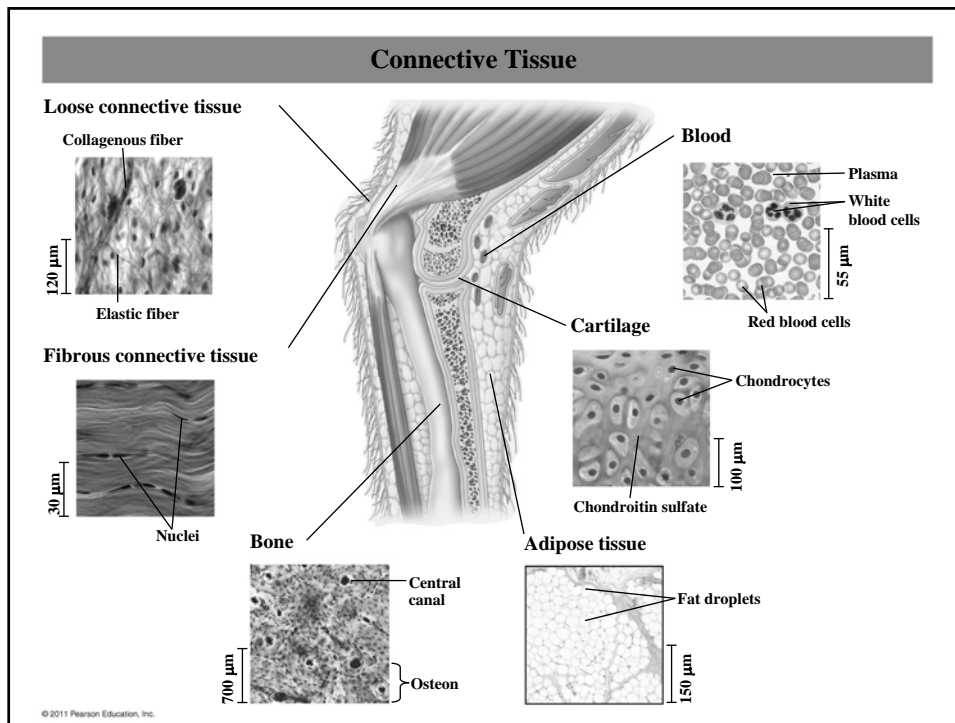 Connective Tissue
Loose connective tissue
Collagenous fiber
120 μm
Elastic fiber
Fibrous connective tissue
30 μm
Nuclei
Bone
Central
canal
700 μm
Osteon
Blood
Plasma
White
blood cells
55 μm
Red blood cells
Cartilage
Chondrocytes
100 μm
Chondroitin sulfate
Adipose tissue
Fat droplets
150 μm
© 2011 Pearson Education, Inc.